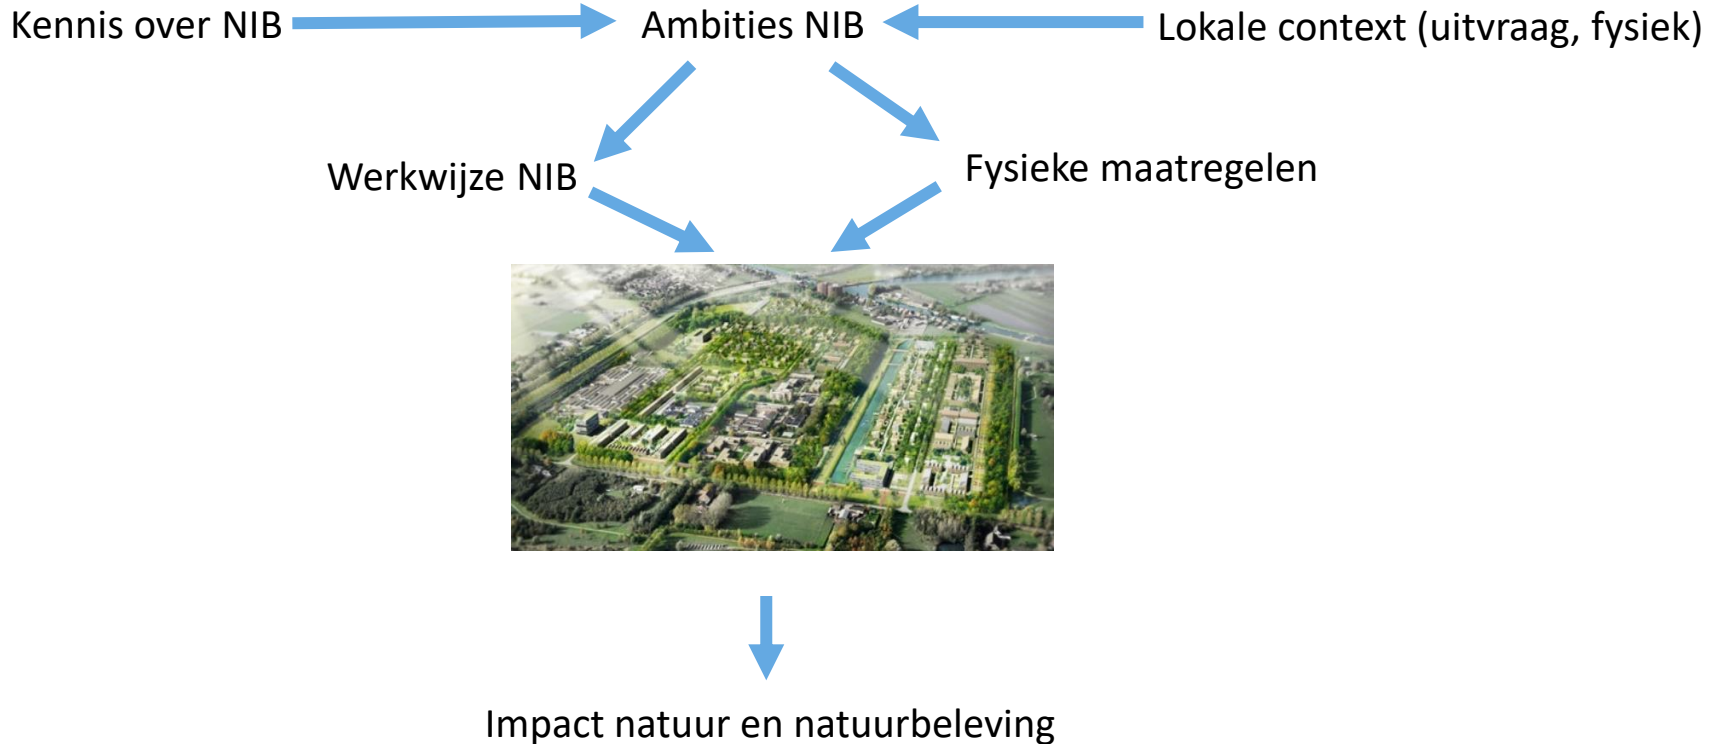 Kennis over NIB
Ambities NIB
Lokale context (uitvraag, fysiek)
Werkwijze NIB
Fysieke maatregelen
Impact natuur en natuurbeleving